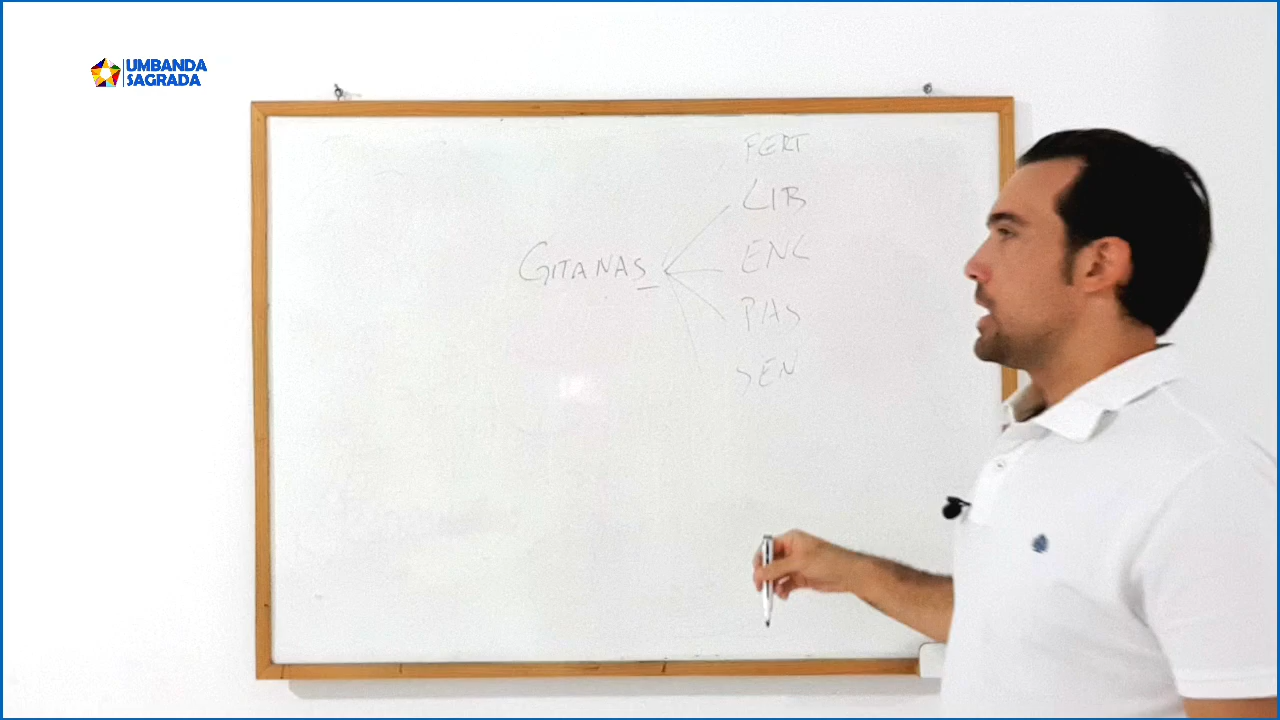 UMBANDA
SAGRADA
FERT
LIB
GITANAS
ENC
PAS
SEN